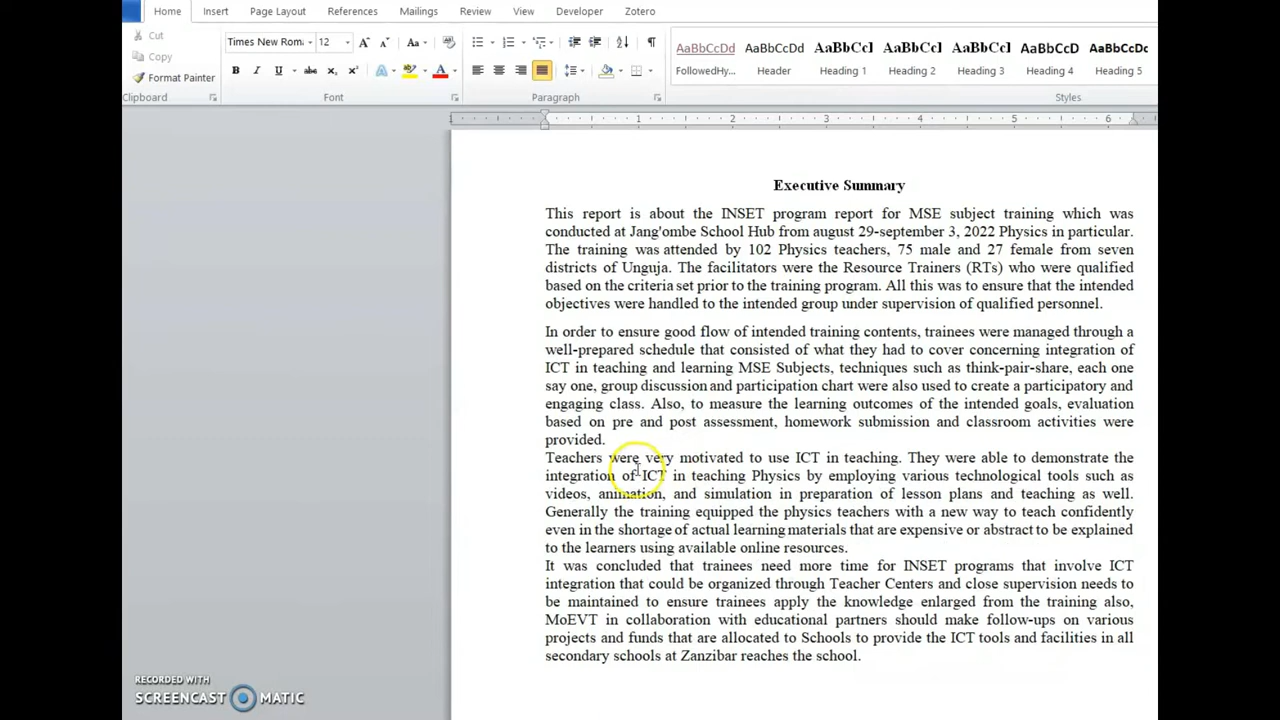 Home Insert Page Layout References Mailings Review View Developer Zotero
Cut
Copy
Format Painter
Clipboard
Times New Rom 12
Font
Paragraph
AaBbCcDd AaBbCcDd AaBbCcI AaBbCcI AaBbCcI AaBbCcD AaBbCcDd
FollowedHy... Header Heading 1 Heading 2 Heading 3 Heading 4 Heading 5
Styles
1 1 2 3 4 5 6
Executive Summary
This report is about the INSET program report for MSE subject training which was
conducted at Jang'ombe School Hub from august 29-september 3, 2022 Physics in particular.
The training was attended by 102 Physics teachers, 75 male and 27 female from seven
districts of Unguja. The facilitators were the Resource Trainers (RTs) who were qualified
based on the criteria set prior to the training program. All this was to ensure that the intended
objectives were handled to the intended group under supervision of qualified personnel.
In order to ensure good flow of intended training contents, trainees were managed through a
well-prepared schedule that consisted of what they had to cover concerning integration of
ICT in teaching and learning MSE Subjects, techniques such as think-pair-share, each one
say one, group discussion and participation chart were also used to create a participatory and
engaging class. Also, to measure the learning outcomes of the intended goals, evaluation
based on pre and post assessment, homework submission and classroom activities were
provided.
Teachers were very motivated to use ICT in teaching. They were able to demonstrate the
integration of ICT in teaching Physics by employing various technological tools such as
videos, animation, and simulation in preparation of lesson plans and teaching as well.
Generally the training equipped the physics teachers with a new way to teach confidently
even in the shortage of actual learning materials that are expensive or abstract to be explained
to the learners using available online resources.
It was concluded that trainees need more time for INSET programs that involve ICT
integration that could be organized through Teacher Centers and close supervision needs to
be maintained to ensure trainees apply the knowledge enlarged from the training also,
MoEVT in collaboration with educational partners should make follow-ups on various
projects and funds that are allocated to Schools to provide the ICT tools and facilities in all
secondary schools at Zanzibar reaches the school.
RECORDED WITH
SCREENCAST MATIC